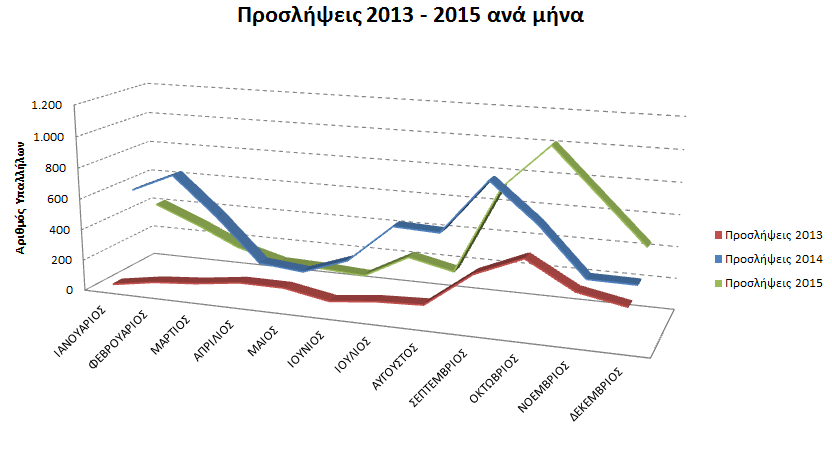 Προσλήψεις 2013 - 2015 ανά μήνα
Αριθμός Υπαλλήλων
1.200
1.000
800
600
400
200
0
ΙΑΝΟΥΑΡΙΟΣ
ΦΕΒΡΟΥΑΡΙΟΣ
ΜΑΡΤΙΟΣ
ΑΠΡΙΛΙΟΣ
ΜΑΙΟΣ
ΙΟΥΝΙΟΣ
ΙΟΥΛΙΟΣ
ΑΥΓΟΥΣΤΟΣ
ΣΕΠΤΕΜΒΡΙΟΣ
ΟΚΤΩΒΡΙΟΣ
ΝΟΕΜΒΡΙΟΣ
ΔΕΚΕΜΒΡΙΟΣ
Προσλήψεις 2013
Προσλήψεις 2014
Προσλήψεις 2015